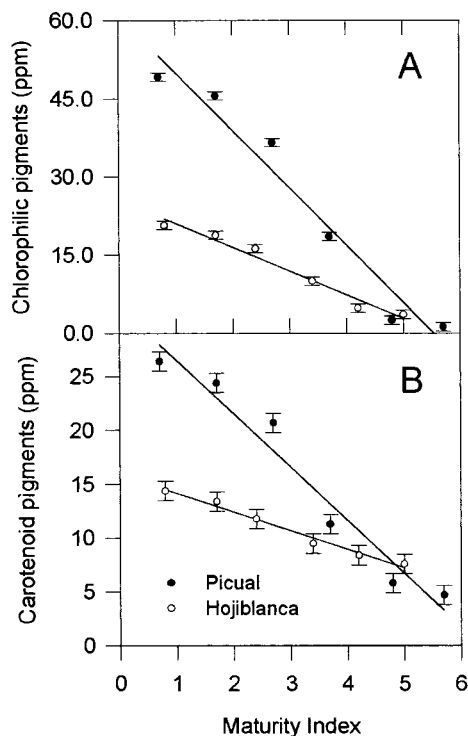 60.0
A
45.0
30.0
15.0
0.0
Chlorophilic pigments (ppm)
B
25
20
15
10
5
0
Carotenoid pigments (ppm)
Picual
Hojiblanca
0 1 2 3 4 5 6
Maturity Index